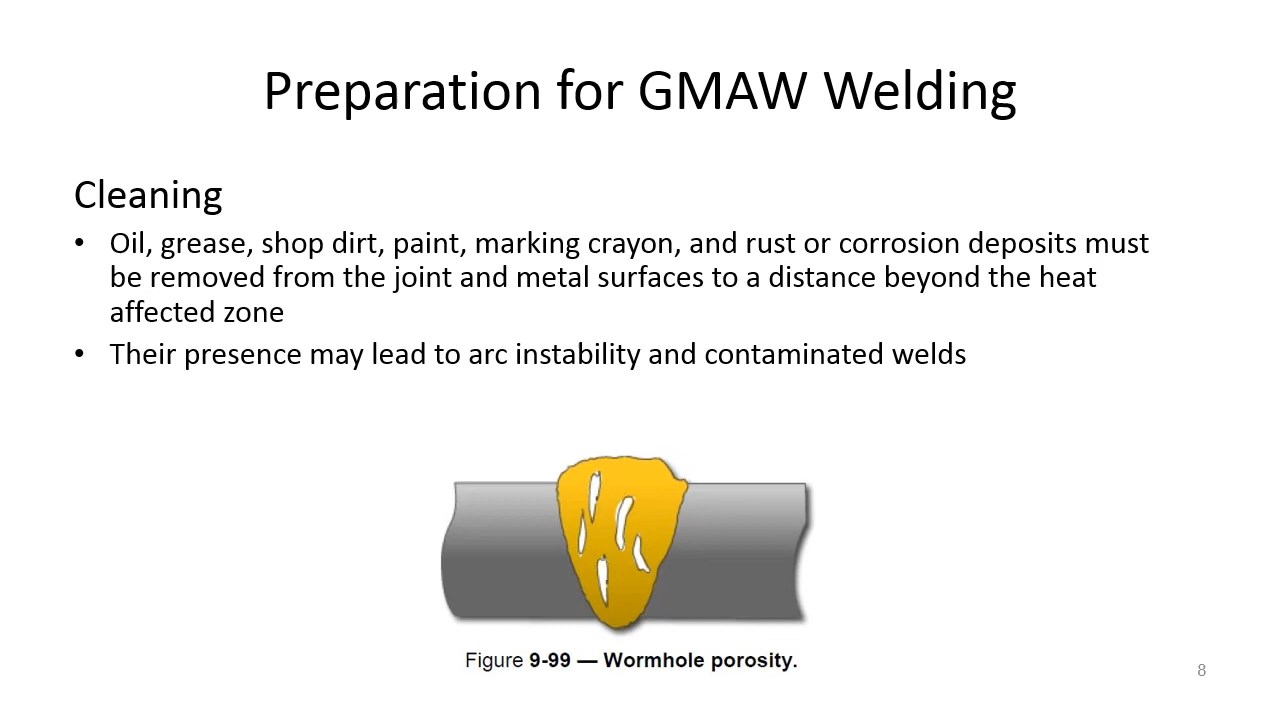 Preparation for GMAW Welding
Cleaning
• Oil, grease, shop dirt, paint, marking crayon, and rust or corrosion deposits must
be removed from the joint and metal surfaces to a distance beyond the heat
affected zone
• Their presence may lead to arc instability and contaminated welds
Figure 9-99 — Wormhole porosity.
8